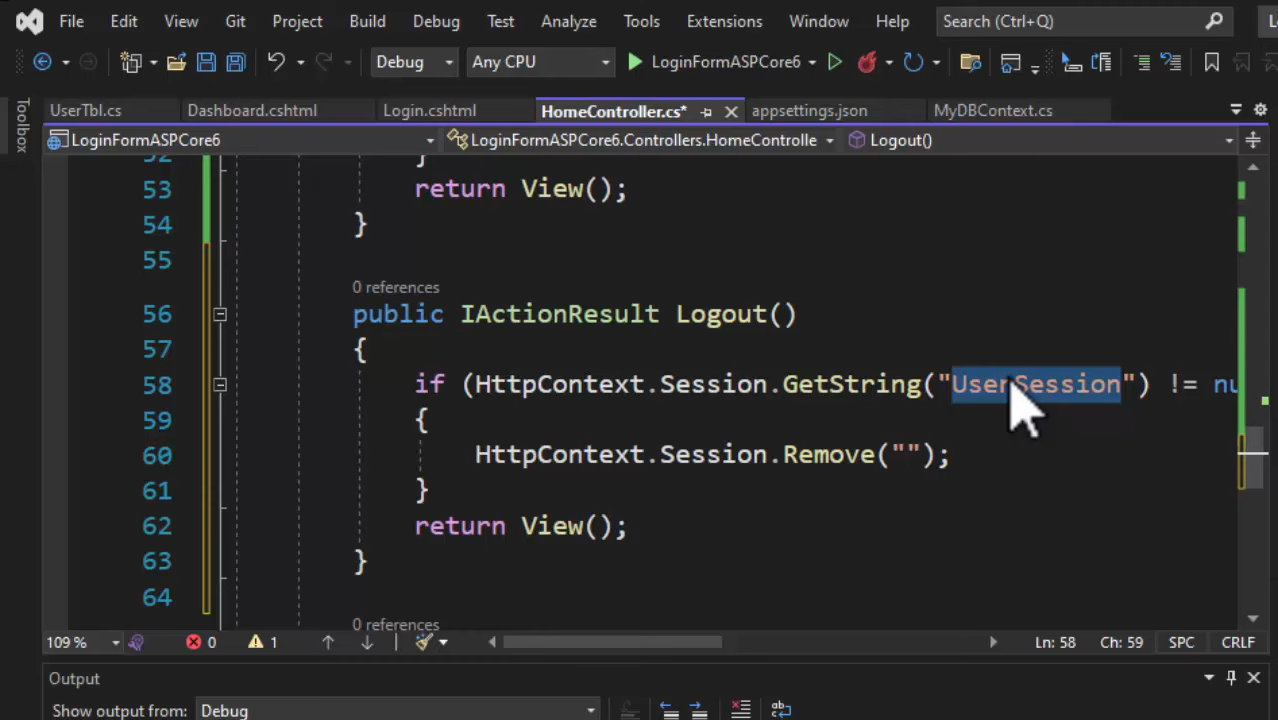 File Edit View Git Project Build Debug Test Analyze Tools Extensions Window Help Search (Ctrl+Q)
Debug Any CPU LoginFormASPCore6
Toolbox
UserTbl.cs Dashboard.cshtml Login.cshtml HomeController.cs* appsettings.json MyDBContext.cs
LoginFormASPCore6 LoginFormASPCore6.Controllers.HomeControlle Logout()
52 }
53 return View();
54 }
55
0 references
56 public IActionResult Logout()
57 {
58 if (HttpContext.Session.GetString("UserSession") != nu
59 {
60 HttpContext.Session.Remove("");
61 }
62 return View();
63 }
64
0 references
109 % 0 1 Ln: 58 Ch: 59 SPC CRLF
Output
Show output from: Debug